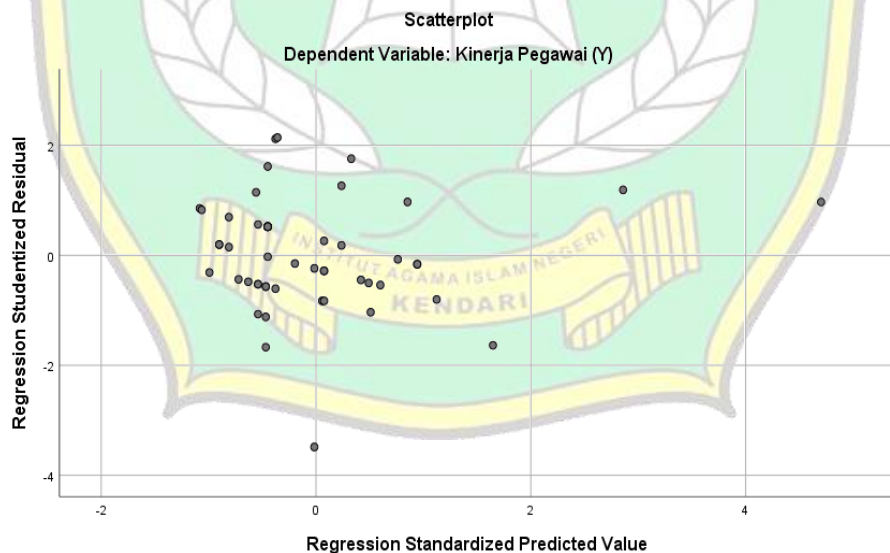 Scatterplot
Dependent Variable: Kinerja Pegawai (Y)
Regression Studentized Residual
2
0
-2
-4
INSTITUT AGAMA ISLAM NEGERI
KENDARI
-2
0
2
4
Regression Standardized Predicted Value